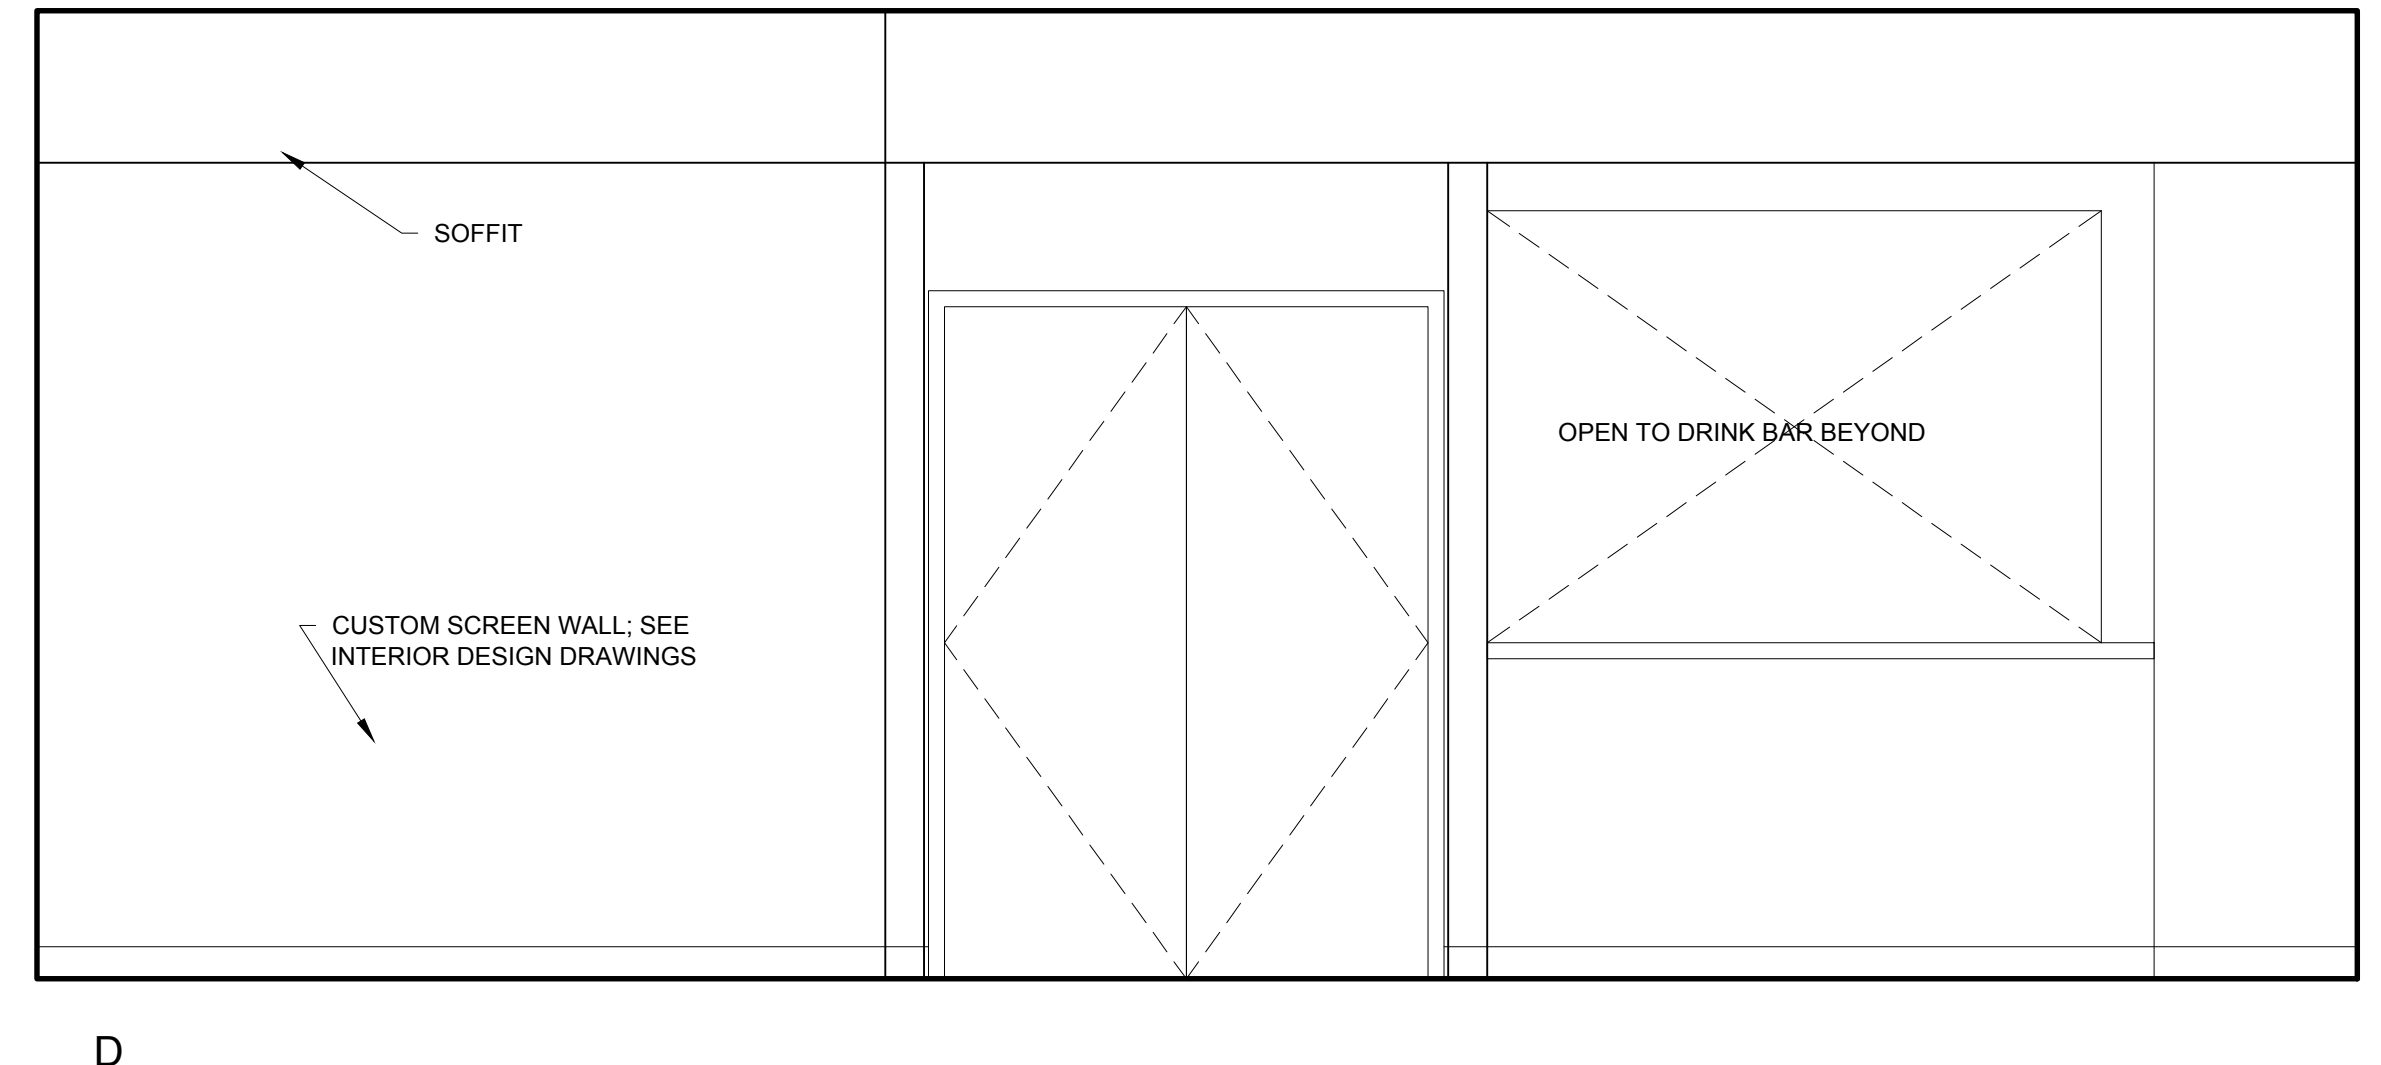 SOFFIT
OPEN TO DRINK BAR BEYOND
CUSTOM SCREEN WALL; SEE
INTERIOR DESIGN DRAWINGS
D